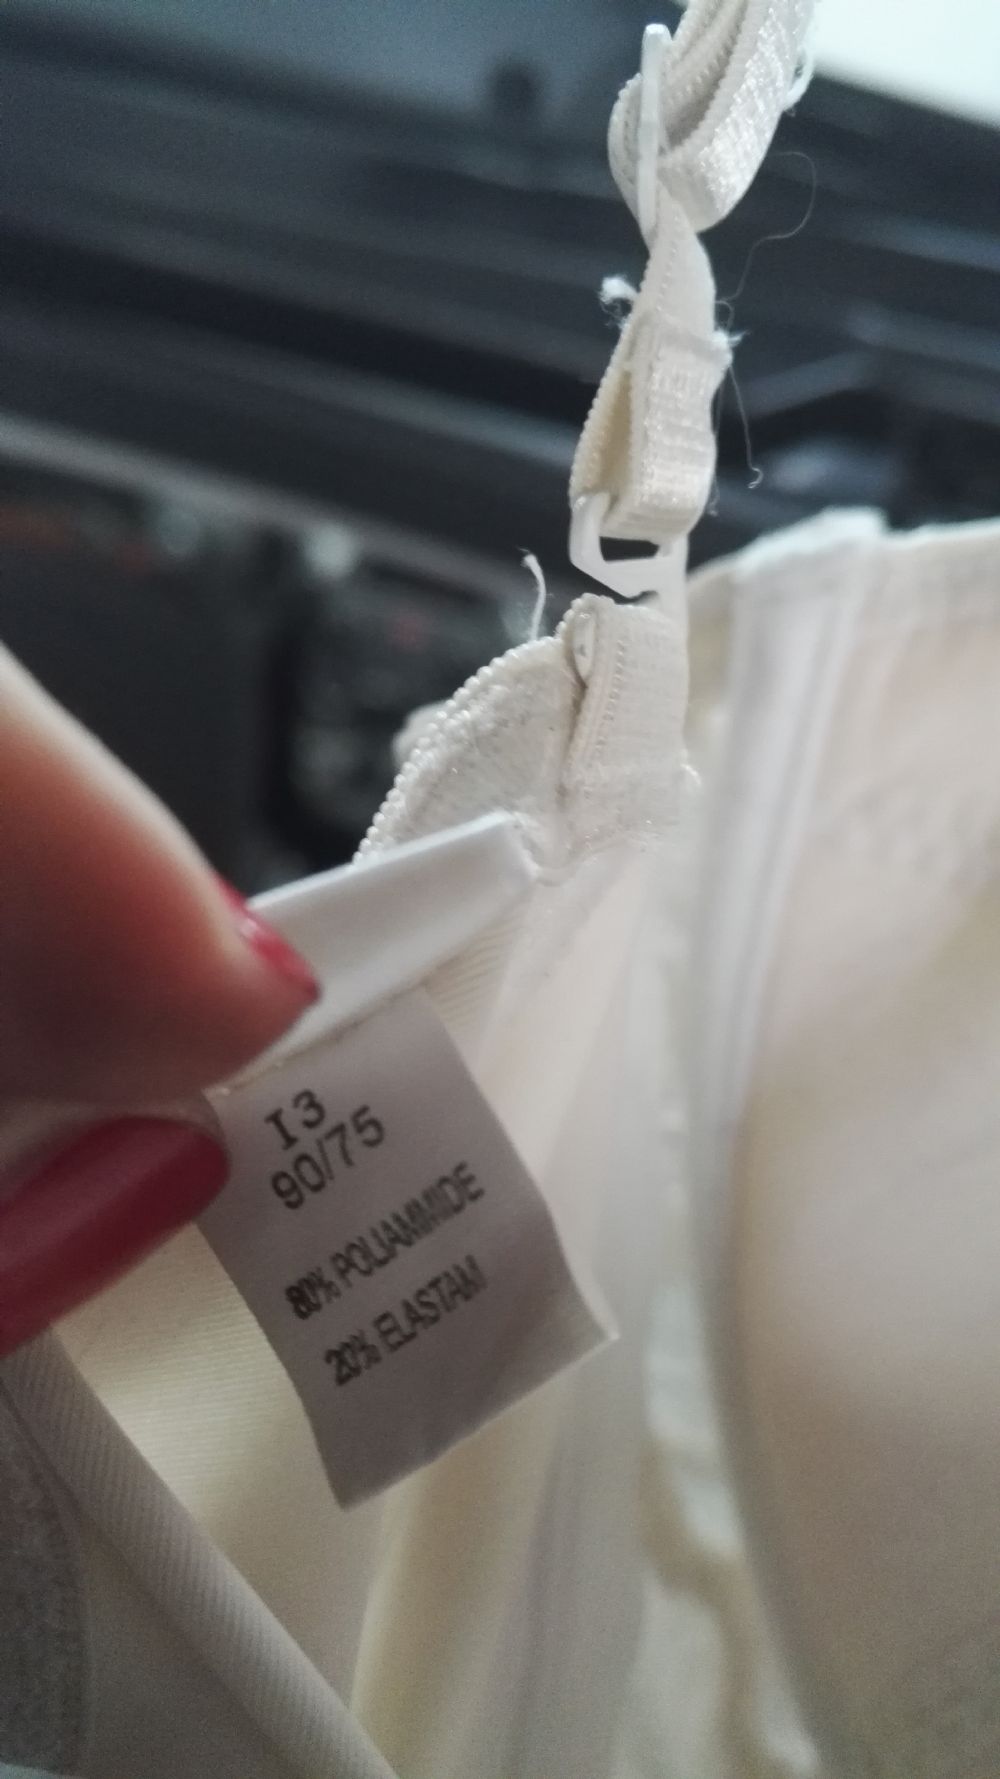 I3
90/75
80% POLIAMMIDE
20% ELASTAM